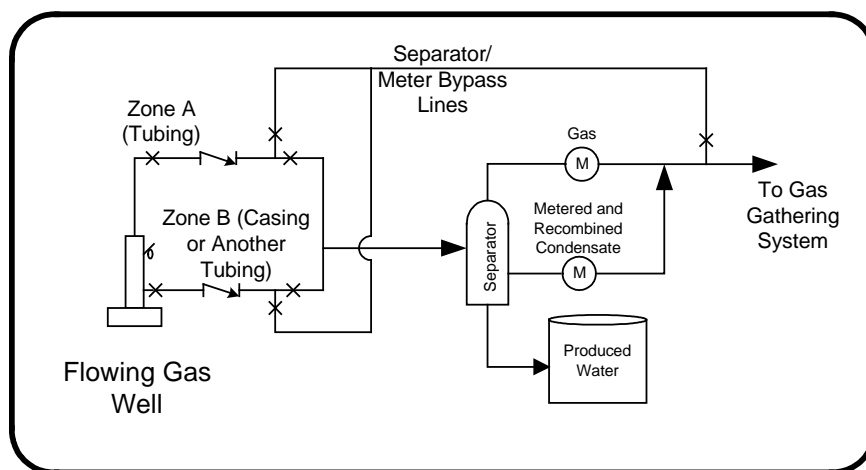 Separator/
Meter Bypass
Lines
Zone A
(Tubing)
Gas
M
To Gas
Gathering
System
Zone B (Casing
or Another
Tubing)
Separator
Metered and
Recombined
Condensate
M
Produced
Water
Flowing Gas
Well